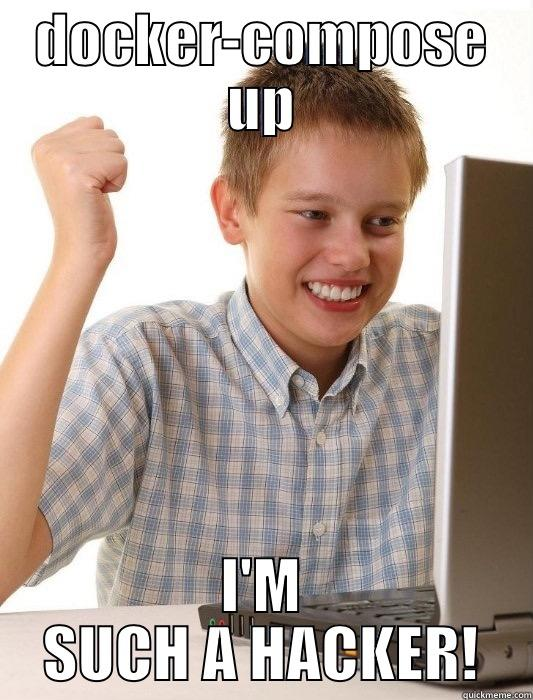 docker-compose
up
I'M
SUCH A HACKER!
quickmeme.com